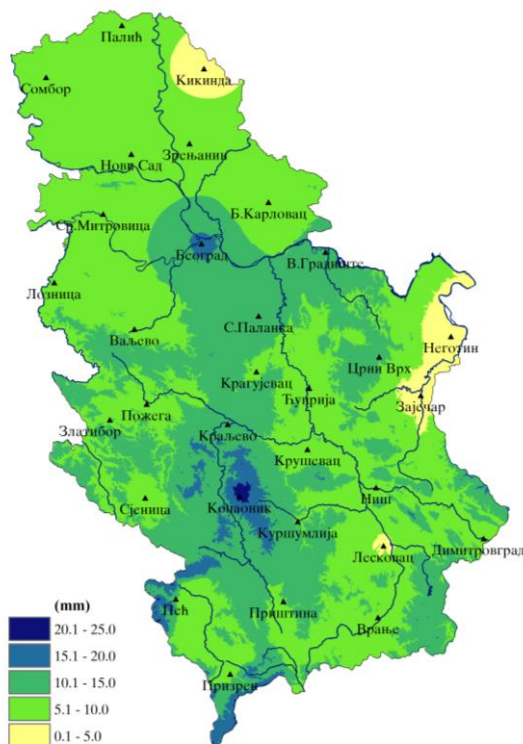 Палић
Кикинда
Сомбор
Зрењанин
Нови Сад
Б.Карловац
Ср.Митровица
Београд
В.Градиште
Лозница
С.Паланка
Ваљево
Неготин
Црни Врх
Крагујевац
Ћуприја
Зајечар
Пожега
Златибор
Краљево
Крушевац
Ниш
Копаоник
Сјеница
Куршумлија
Димитровград
Лесковац
Пећ
Приштина
Врање
Призрен
(mm)
20.1 - 25.0
15.1 - 20.0
10.1 - 15.0
5.1 - 10.0
0.1 - 5.0